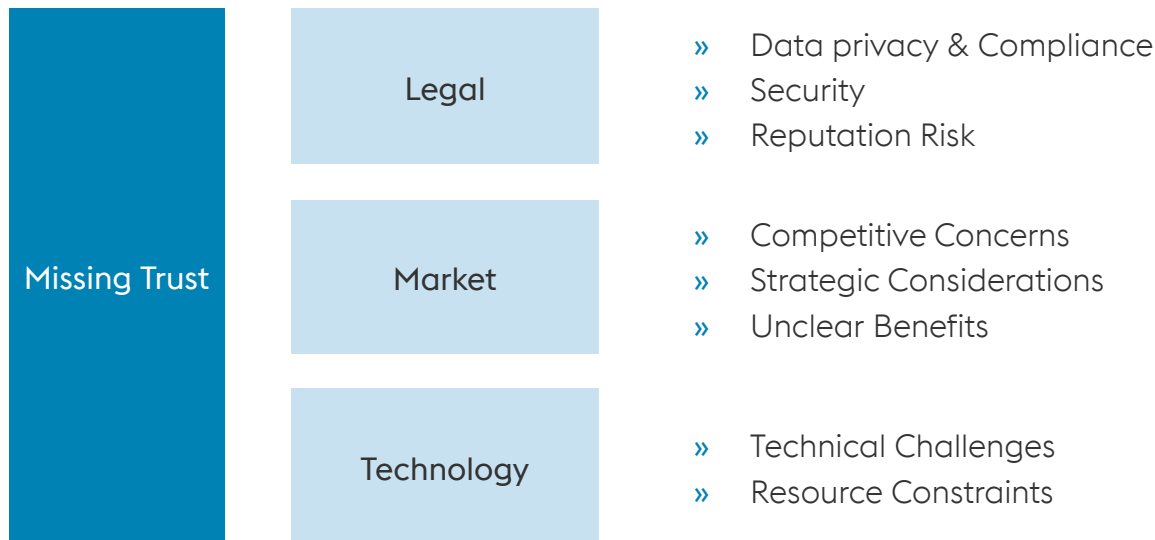 Missing Trust
Legal
» Data privacy & Compliance
» Security
» Reputation Risk
Market
» Competitive Concerns
» Strategic Considerations
» Unclear Benefits
Technology
» Technical Challenges
» Resource Constraints